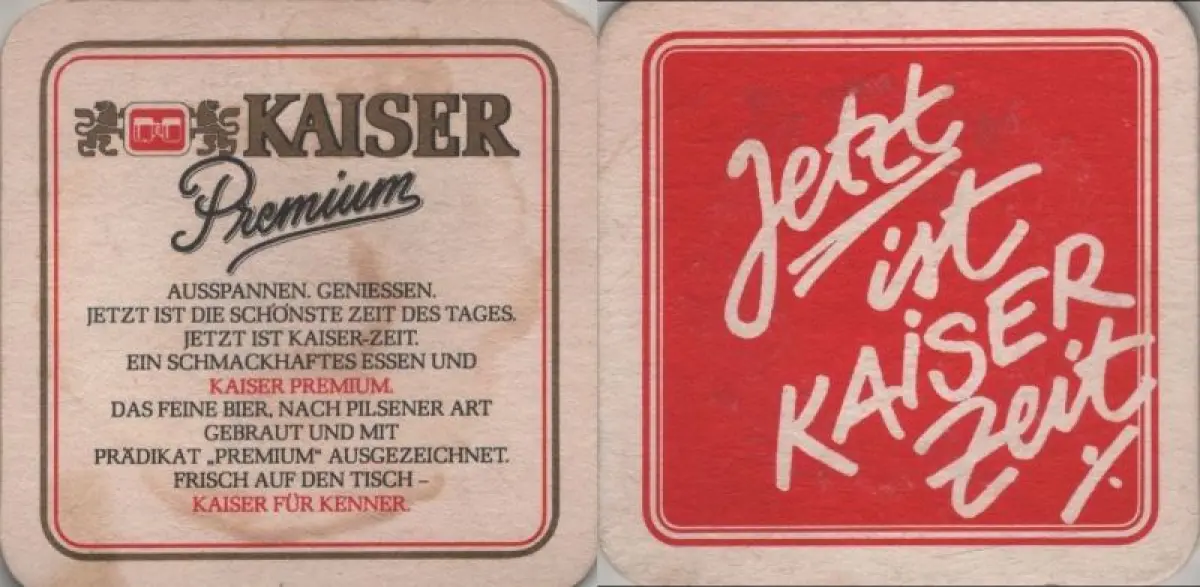 KAISER
Premium
AUSSPANNEN. GENIESSEN.
JETZT IST DIE SCHÖNSTE ZEIT DES TAGES.
JETZT IST KAISER-ZEIT.
EIN SCHMACKHAFTES ESSEN UND
KAISER PREMIUM.
DAS FEINE BIER, NACH PILSENER ART
GEBRAUT UND MIT
PRÄDIKAT „PREMIUM“ AUSGEZEICHNET.
FRISCH AUF DEN TISCH –
KAISER FÜR KENNER.
Jetzt
ist
KAiSER
Zeit!